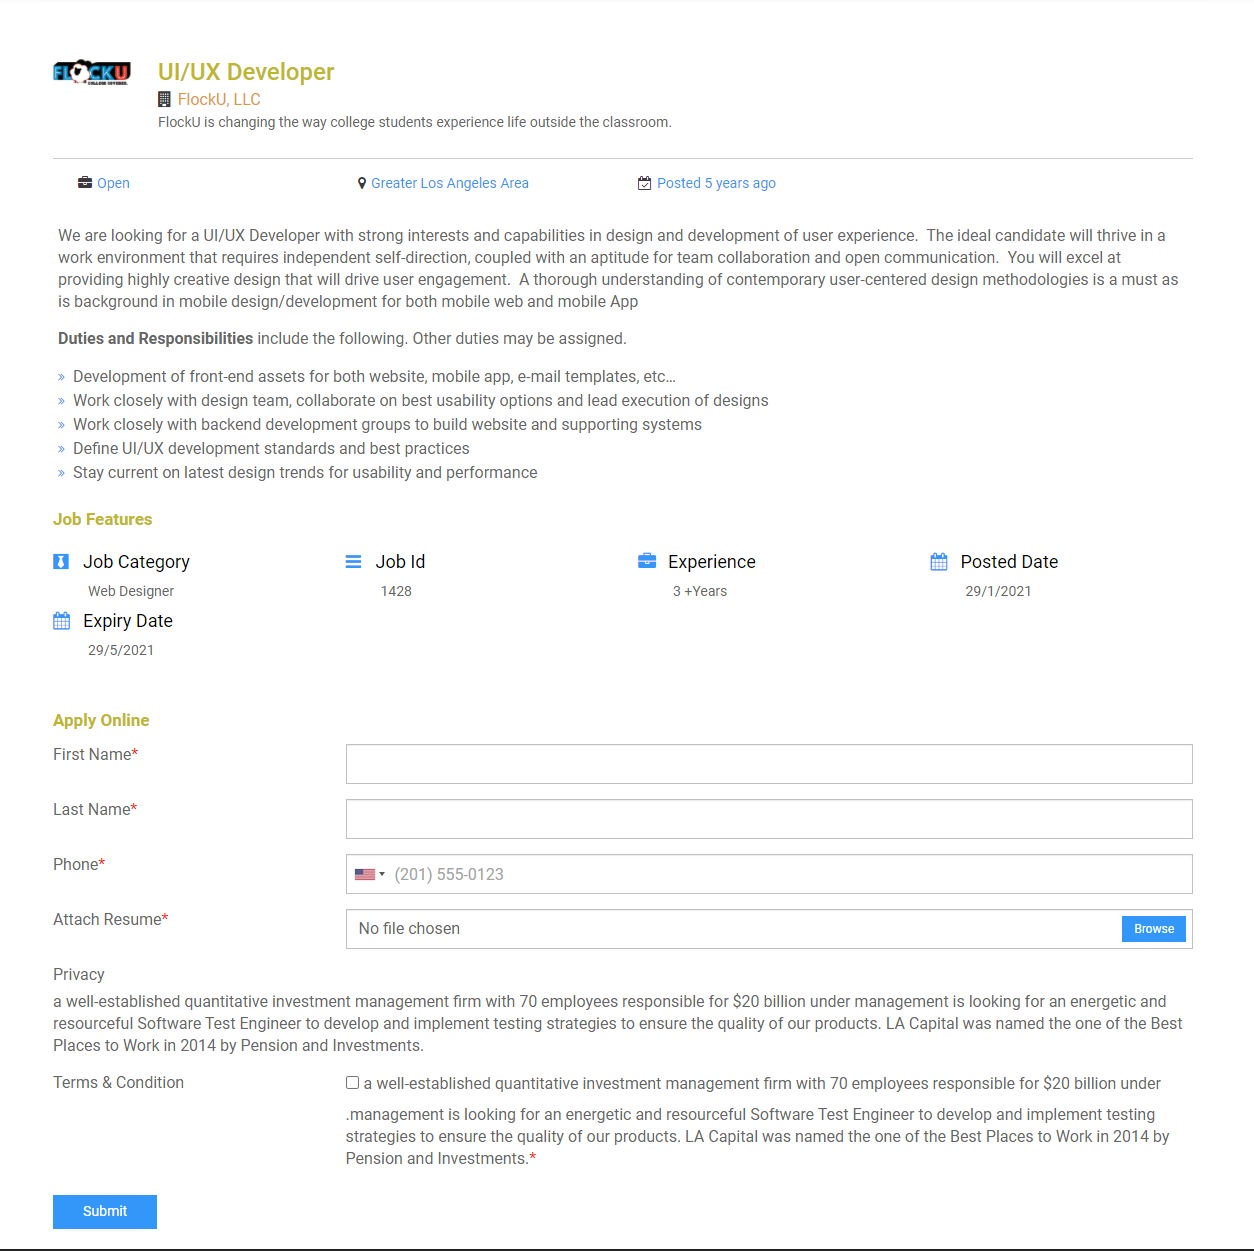 FLOCKU
COLLEGE COVERED.
UI/UX Developer
FlockU, LLC
FlockU is changing the way college students experience life outside the classroom.
Open
Greater Los Angeles Area
Posted 5 years ago
We are looking for a UI/UX Developer with strong interests and capabilities in design and development of user experience.  The ideal candidate will thrive in a
work environment that requires independent self-direction, coupled with an aptitude for team collaboration and open communication.  You will excel at
providing highly creative design that will drive user engagement.  A thorough understanding of contemporary user-centered design methodologies is a must as
is background in mobile design/development for both mobile web and mobile App
Duties and Responsibilities include the following. Other duties may be assigned.
» Development of front-end assets for both website, mobile app, e-mail templates, etc…
» Work closely with design team, collaborate on best usability options and lead execution of designs
» Work closely with backend development groups to build website and supporting systems
» Define UI/UX development standards and best practices
» Stay current on latest design trends for usability and performance
Job Features
Job Category
Web Designer
Job Id
1428
Experience
3 +Years
Posted Date
29/1/2021
Expiry Date
29/5/2021
Apply Online
First Name*
Last Name*
Phone*
(201) 555-0123
Attach Resume*
No file chosen
Browse
Privacy
a well-established quantitative investment management firm with 70 employees responsible for $20 billion under management is looking for an energetic and
resourceful Software Test Engineer to develop and implement testing strategies to ensure the quality of our products. LA Capital was named the one of the Best
Places to Work in 2014 by Pension and Investments.
Terms & Condition
a well-established quantitative investment management firm with 70 employees responsible for $20 billion under
.management is looking for an energetic and resourceful Software Test Engineer to develop and implement testing
strategies to ensure the quality of our products. LA Capital was named the one of the Best Places to Work in 2014 by
Pension and Investments.*
Submit